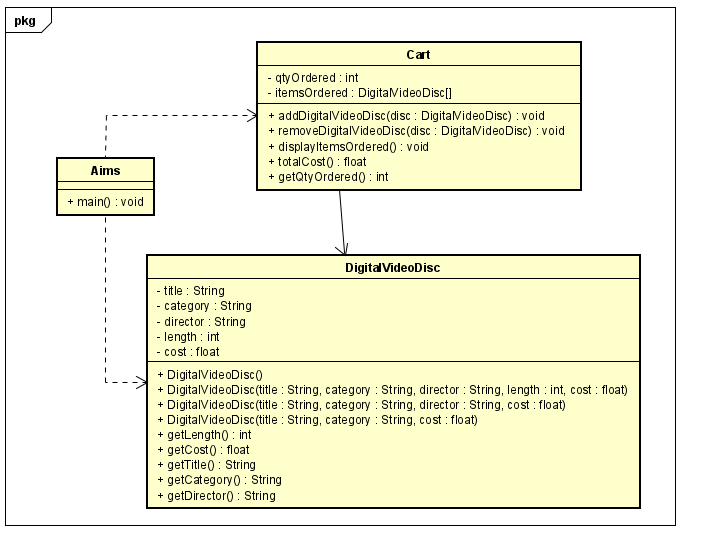 pkg
Cart
- qtyOrdered : int
- itemsOrdered : DigitalVideoDisc[]
+ addDigitalVideoDisc(disc : DigitalVideoDisc) : void
+ removeDigitalVideoDisc(disc : DigitalVideoDisc) : void
+ displayItemsOrdered() : void
+ totalCost() : float
+ getQtyOrdered() : int
Aims
+ main() : void
DigitalVideoDisc
- title : String
- category : String
- director : String
- length : int
- cost : float
+ DigitalVideoDisc()
+ DigitalVideoDisc(title : String, category : String, director : String, length : int, cost : float)
+ DigitalVideoDisc(title : String, category : String, director : String, cost : float)
+ DigitalVideoDisc(title : String, category : String, cost : float)
+ getLength() : int
+ getCost() : float
+ getTitle() : String
+ getCategory() : String
+ getDirector() : String